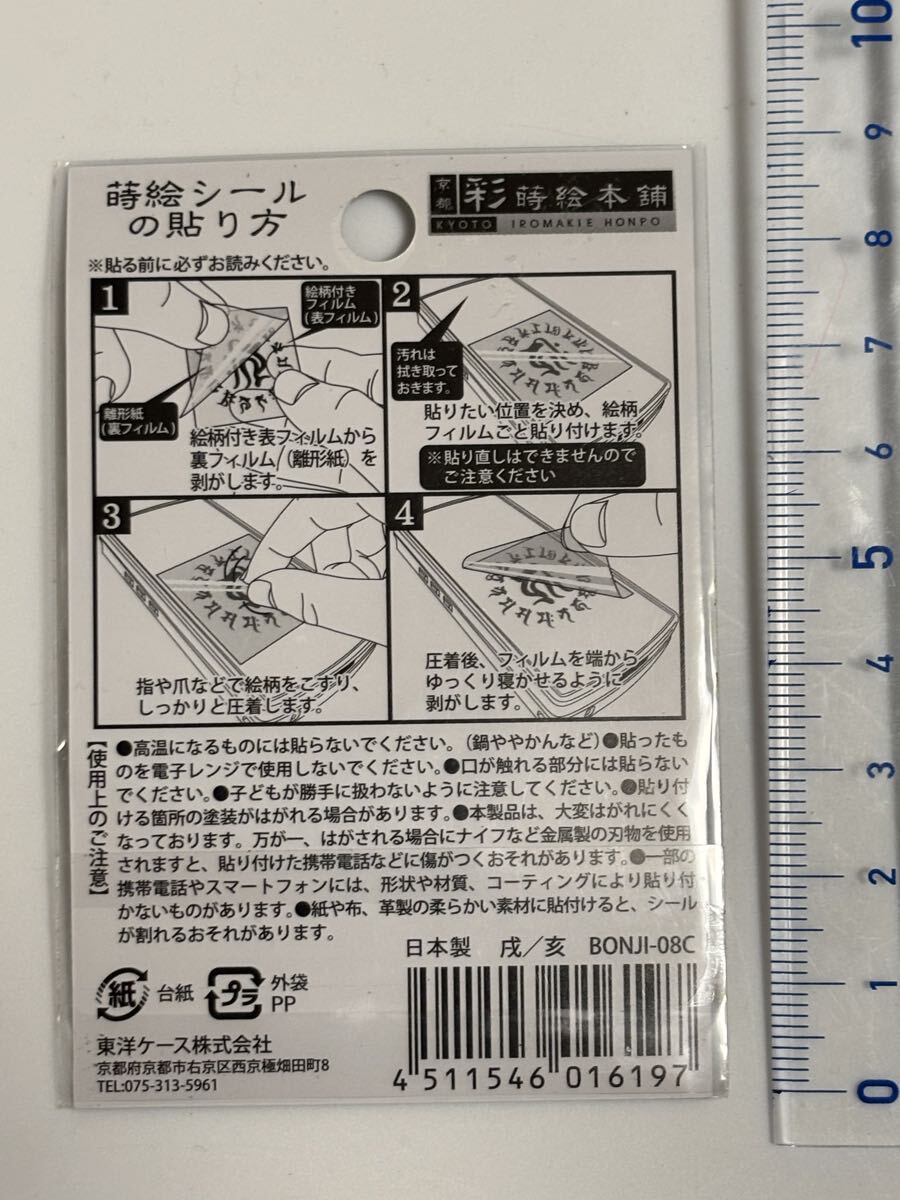 蒔絵シール
の貼り方
京都 彩蒔絵本舗
KYOTO IROMAKIE HONPO
※貼る前に必ずお読みください。
1
絵柄付き
フィルム
(表フィルム)
離形紙
(裏フィルム)
絵柄付き表フィルムから
裏フィルム（離形紙）を
剥がします。
2
汚れは
拭き取って
おきます。
貼りたい位置を決め、絵柄
フィルムごと貼り付けます。
※貼り直しはできませんので
ご注意ください
3
指や爪などで絵柄をこすり、
しっかりと圧着します。
4
圧着後、フィルムを端から
ゆっくり寝かせるように
剥がします。
【使用上のご注意】
●高温になるものには貼らないでください。（鍋ややかんなど）●貼ったも
のを電子レンジで使用しないでください。●口が触れる部分には貼らない
でください。●子どもが勝手に扱わないように注意してください。●貼り付
ける箇所の塗装がはがれる場合があります。●本製品は、大変はがれにくく
なっております。万が一、はがされる場合にナイフなど金属製の刃物を使用
されますと、貼り付けた携帯電話などに傷がつくおそれがあります。●一部の
携帯電話やスマートフォンには、形状や材質、コーティングにより貼り付
かないものがあります。●紙や布、革製の柔らかい素材に貼付けると、シール
が割れるおそれがあります。
日本製 戌／亥 BONJI-08C
紙 台紙 プラ 外袋
PP
東洋ケース株式会社
京都府京都市右京区西京極畑田町8
TEL:075-313-5961
4 511546 016197
10
9
8
7
6
5
4
3
2
1
0